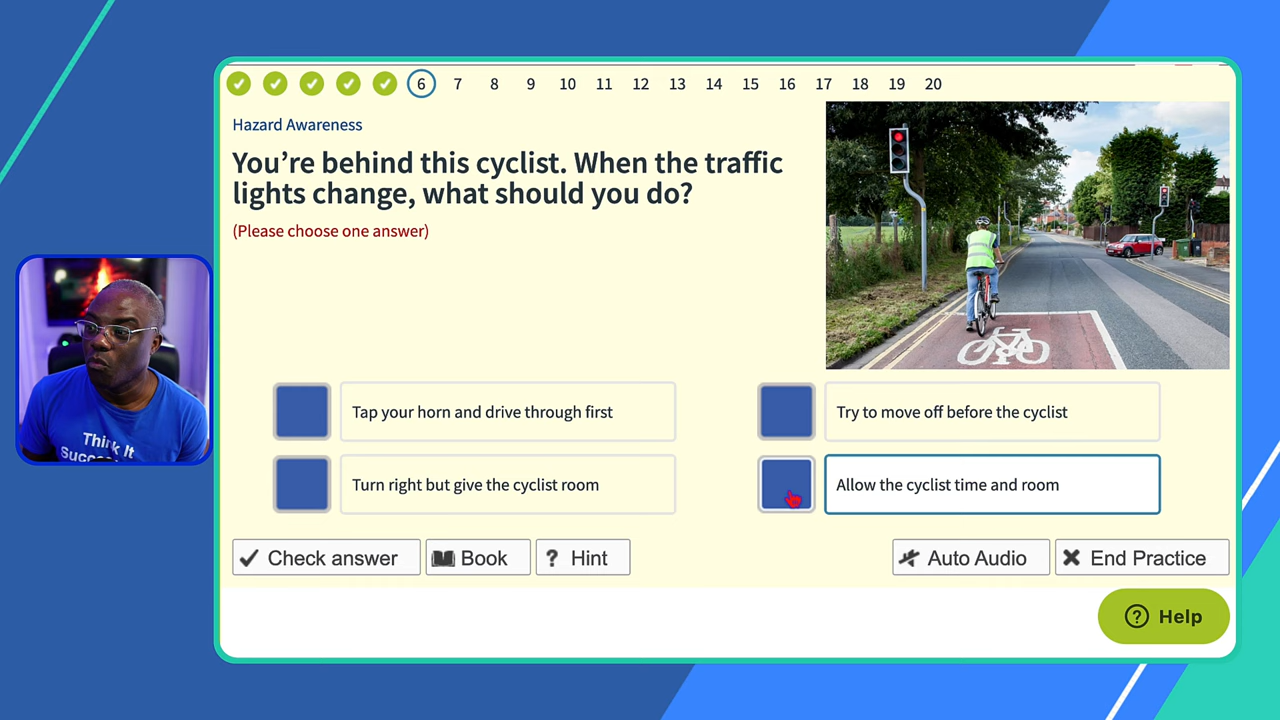 6 7 8 9 10 11 12 13 14 15 16 17 18 19 20
Hazard Awareness
You’re behind this cyclist. When the traffic
lights change, what should you do?
(Please choose one answer)
Tap your horn and drive through first
Try to move off before the cyclist
Turn right but give the cyclist room
Allow the cyclist time and room
Think It
Check answer
Book
? Hint
Auto Audio
End Practice
? Help